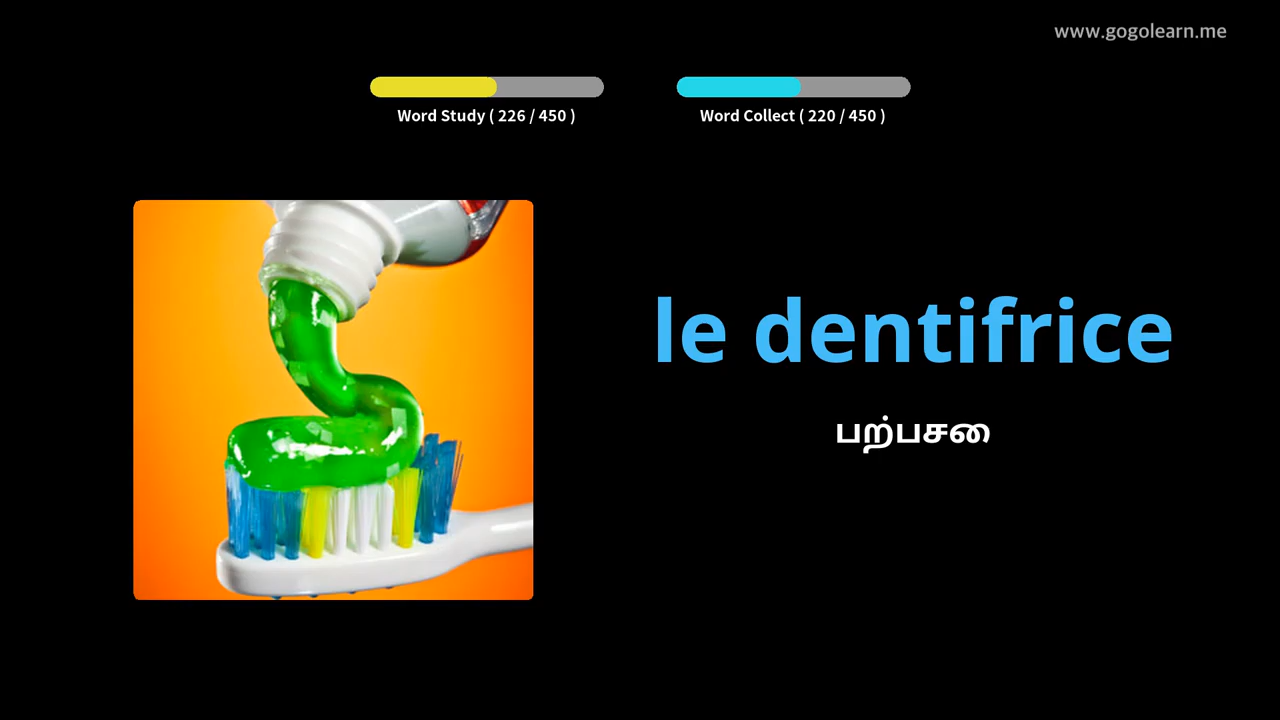 www.gogolearn.me
Word Study ( 226 / 450 )
Word Collect ( 220 / 450 )
le dentifrice
பற்பசை